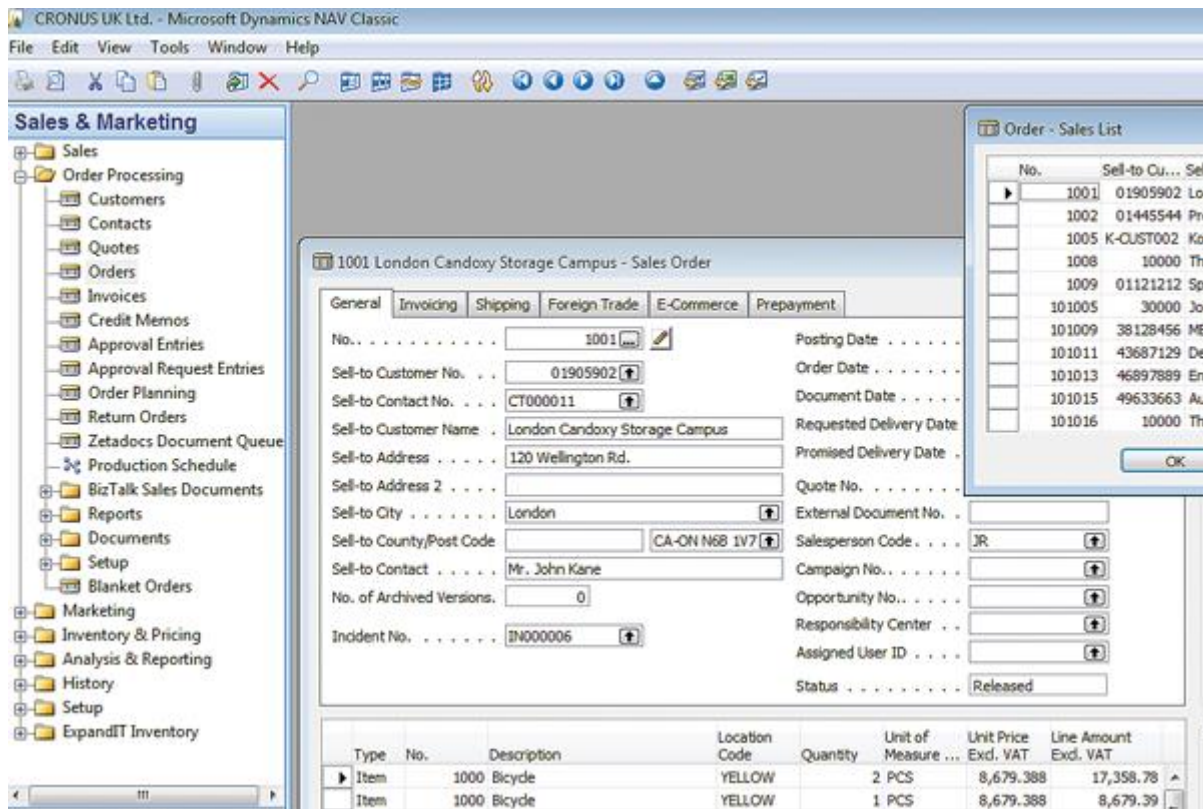 CRONUS UK Ltd. - Microsoft Dynamics NAV Classic
File Edit View Tools Window Help
Sales & Marketing
Sales
Order Processing
Customers
Contacts
Quotes
Orders
Invoices
Credit Memos
Approval Entries
Approval Request Entries
Order Planning
Return Orders
Zetadocs Document Queue
Production Schedule
BizTalk Sales Documents
Reports
Documents
Setup
Blanket Orders
Marketing
Inventory & Pricing
Analysis & Reporting
History
Setup
ExpandIT Inventory
Order - Sales List
No. Sell-to Cu... Sel
1001 01905902 Lo
1002 01445544 Pr
1005 K-CUST002 Ko
1008 10000 Th
1009 01121212 Sp
101005 30000 Jo
101009 38128456 ME
101011 43687129 De
101013 46897889 En
101015 49633663 Au
101016 10000 Th
OK
1001 London Candoxy Storage Campus - Sales Order
General Invoicing Shipping Foreign Trade E-Commerce Prepayment
No. 1001 ...
Sell-to Customer No. 01905902
Sell-to Contact No. CT000011
Sell-to Customer Name London Candoxy Storage Campus
Sell-to Address 120 Wellington Rd.
Sell-to Address 2
Sell-to City London
Sell-to County/Post Code CA-ON N6B 1V7
Sell-to Contact Mr. John Kane
No. of Archived Versions. 0
Incident No. IN000006
Posting Date
Order Date
Document Date
Requested Delivery Date
Promised Delivery Date
Quote No.
External Document No.
Salesperson Code JR
Campaign No.
Opportunity No.
Responsibility Center
Assigned User ID
Status Released
Type No. Description Location Code Quantity Unit of Measure ... Unit Price Excl. VAT Line Amount Excl. VAT
Item 1000 Bicycle YELLOW 2 PCS 8,679.388 17,358.78
Item 1000 Bicycle YELLOW 1 PCS 8,679.388 8,679.39